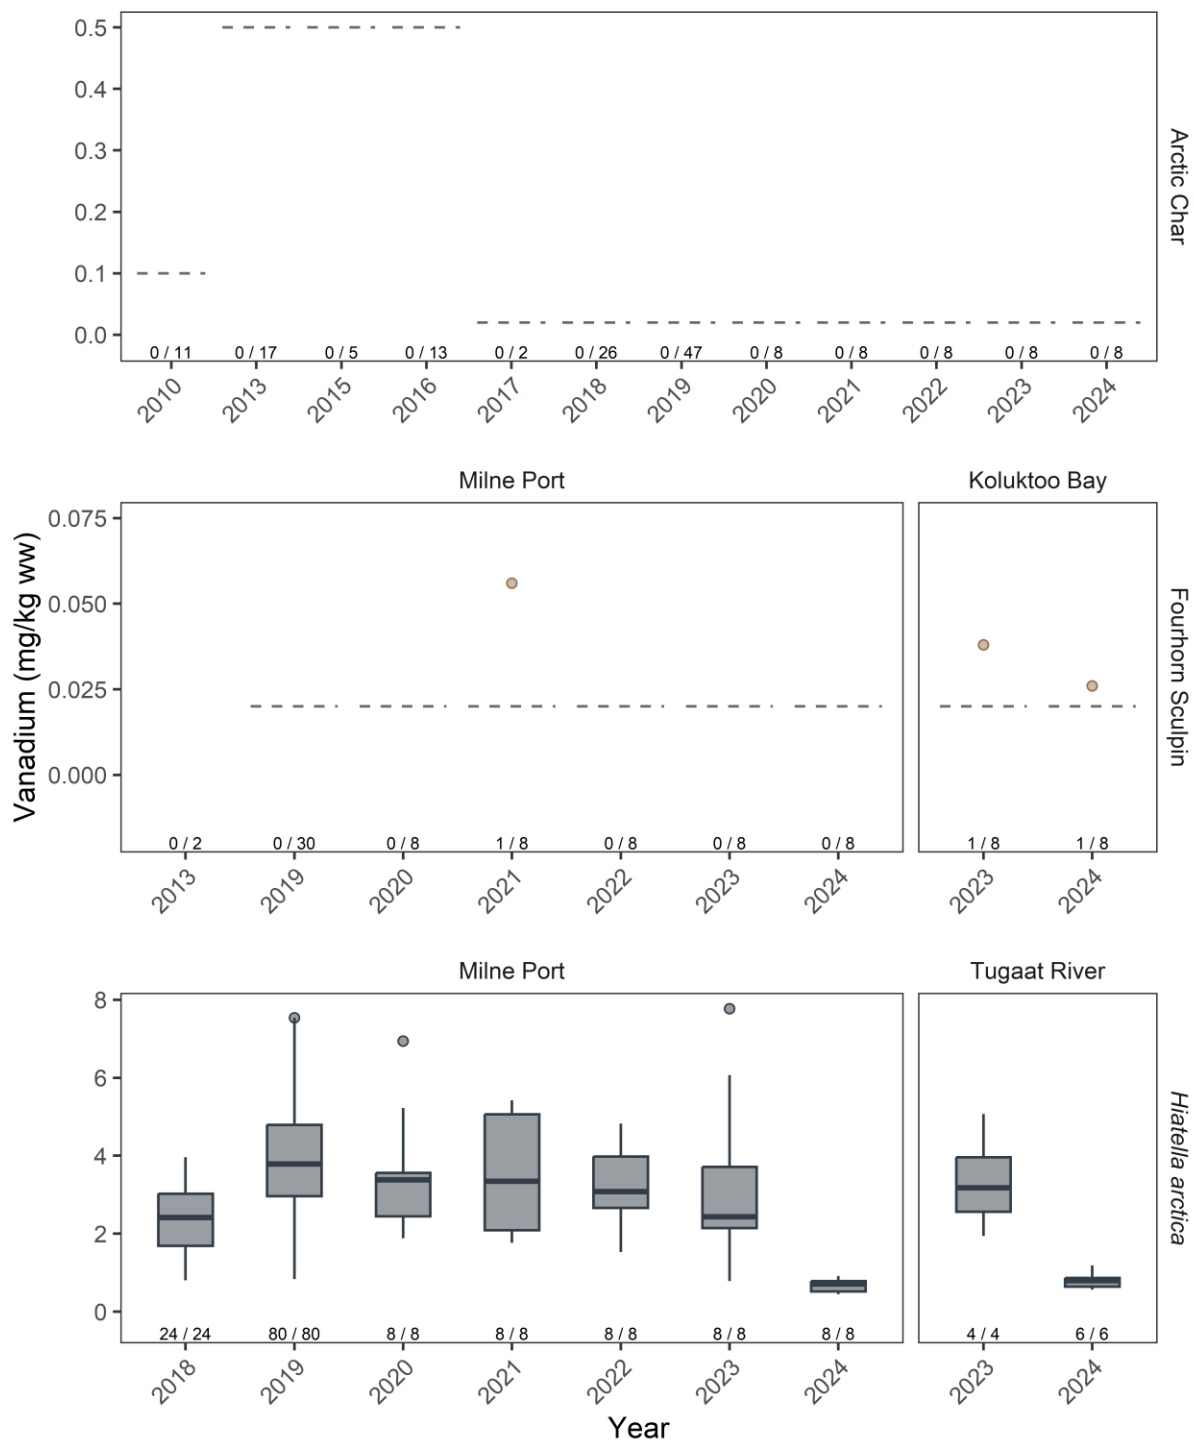 0.5
0.4
0.3
0.2
0.1
0.0
0 / 11 0 / 17 0 / 5 0 / 13 0 / 2 0 / 26 0 / 47 0 / 8 0 / 8 0 / 8 0 / 8 0 / 8
2010 2013 2015 2016 2017 2018 2019 2020 2021 2022 2023 2024
Arctic Char
Milne Port Koluktoo Bay
Vanadium (mg/kg ww)
0.075
0.050
0.025
0.000
0 / 2 0 / 30 0 / 8 1 / 8 0 / 8 0 / 8 0 / 8 1 / 8 1 / 8
2013 2019 2020 2021 2022 2023 2024 2023 2024
Fourhorn Sculpin
Milne Port Tugaat River
8
6
4
2
0
24 / 24 80 / 80 8 / 8 8 / 8 8 / 8 8 / 8 8 / 8 4 / 4 6 / 6
2018 2019 2020 2021 2022 2023 2024 2023 2024
Hiatella arctica
Year